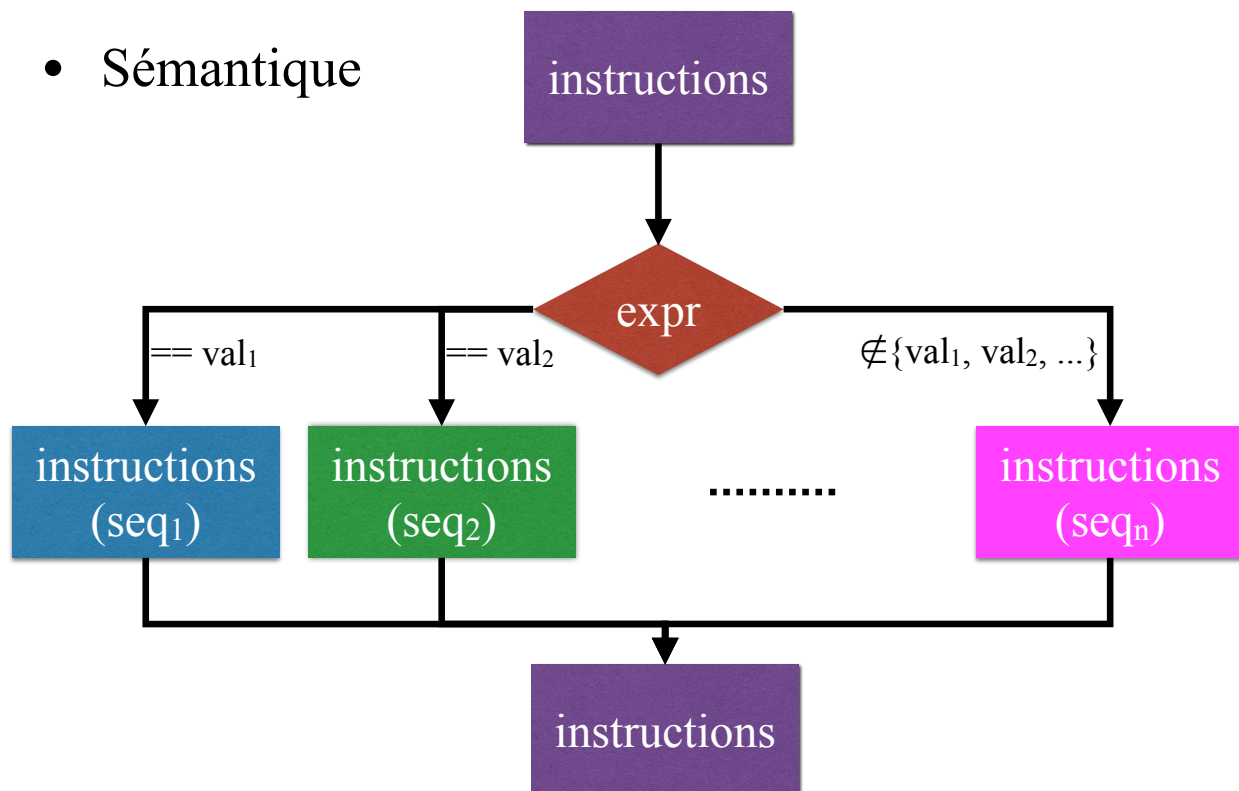 • Sémantique
instructions
expr
== val₁
== val₂
∉{val₁, val₂, ...}
instructions
(seq₁)
instructions
(seq₂)
...............
instructions
(seqₙ)
instructions